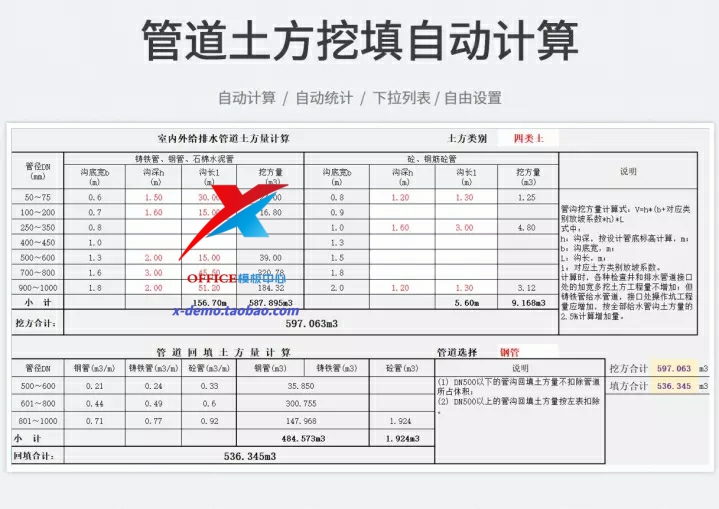 管道土方挖填自动计算
自动计算 / 自动统计 / 下拉列表 / 自由设置
室内外给排水管道土方量计算 土方类别 四类土
管径DN (mm) 铸铁管、钢管、石棉水泥管 砼、钢筋砼管 说明
沟底宽b (m) 沟深h (m) 沟长l (m) 挖方量 (m3) 沟底宽b (m) 沟深h (m) 沟长l (m) 挖方量 (m3)
50～75 0.6 1.50 30.00 0.8 1.20 1.30 1.25
100～200 0.7 1.60 15.00 16.80 0.9
250～350 0.8 1.0 1.60 3.00 4.80
400～450 1.0 1.3
500～600 1.3 2.00 15.00 39.00 1.5
700～800 1.6 3.00 45.50 320.78 1.8
900～1000 1.8 2.00 51.20 184.32 2.0 1.20 1.30 3.12
小 计 156.70m 587.895m3 5.60m 9.168m3
挖方合计： 597.063m3
管沟挖方量计算式：V=h*(b+对应类
别放坡系数*h)*L
式中：
h：沟深，按设计管底标高计算，m；
b：沟底宽，m；
L：沟长，m；
l：对应土方类别放坡系数。
计算时，各种检查井和排水管道接口
处的加宽多挖土方工程量不增加；但
铸铁管给水管道，接口处操作坑工程
量应增加，按全部给水管沟土方量的
2.5%计算增加量。
OFFICE模板中心
x-demo.taobao.com
管 道 回 填 土 方 量 计 算 管道选择 钢管
管径DN 钢管(m3/m) 铸铁管(m3/m) 砼管(m3/m) 钢管(m3) 铸铁管(m3) 砼管(m3) 说明
500～600 0.21 0.24 0.33 35.850
601～800 0.44 0.49 0.6 300.755
801～1000 0.71 0.77 0.92 147.968 1.924
小 计 484.573m3 1.924m3
回填合计： 536.345m3
(1) DN500以下的管沟回填土方量不扣除管道
所占体积；
(2) DN500以上的管沟回填土方量按左表扣除
。
挖方合计 597.063 m3
填方合计 536.345 m3